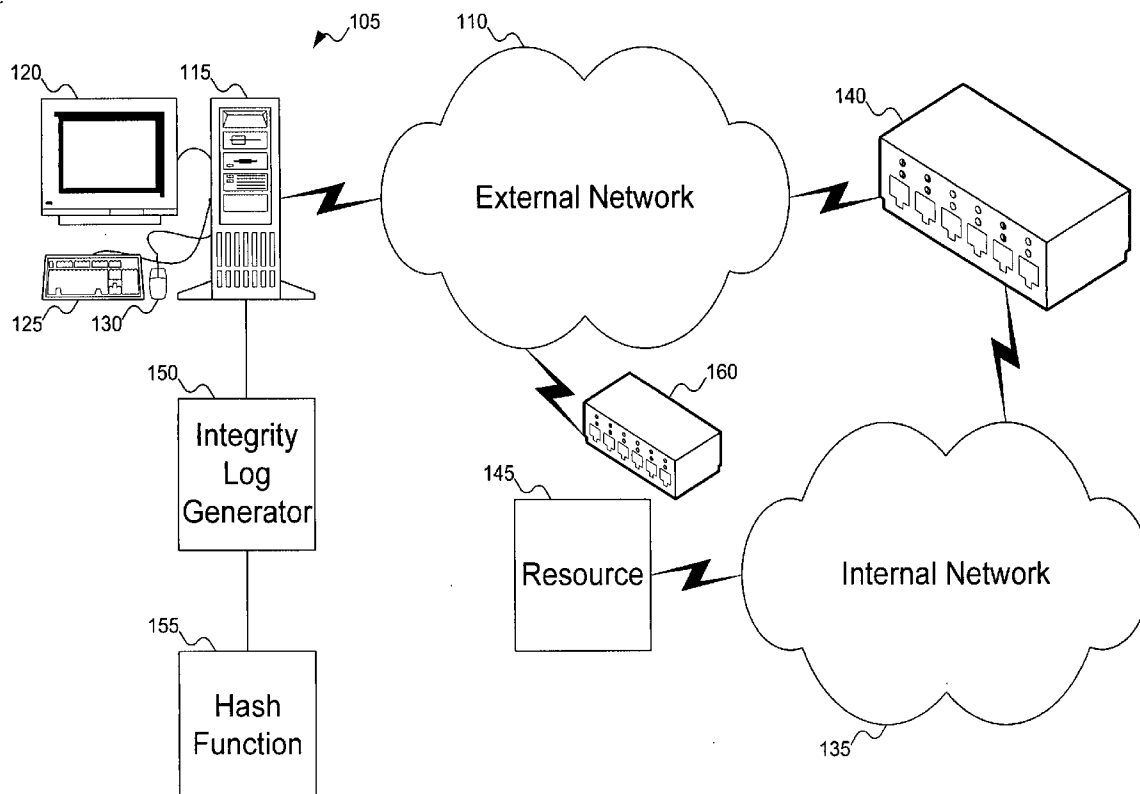 105
110
120
115
140
External Network
125
130
150
160
Integrity
Log
Generator
145
Resource
Internal Network
155
Hash
Function
135